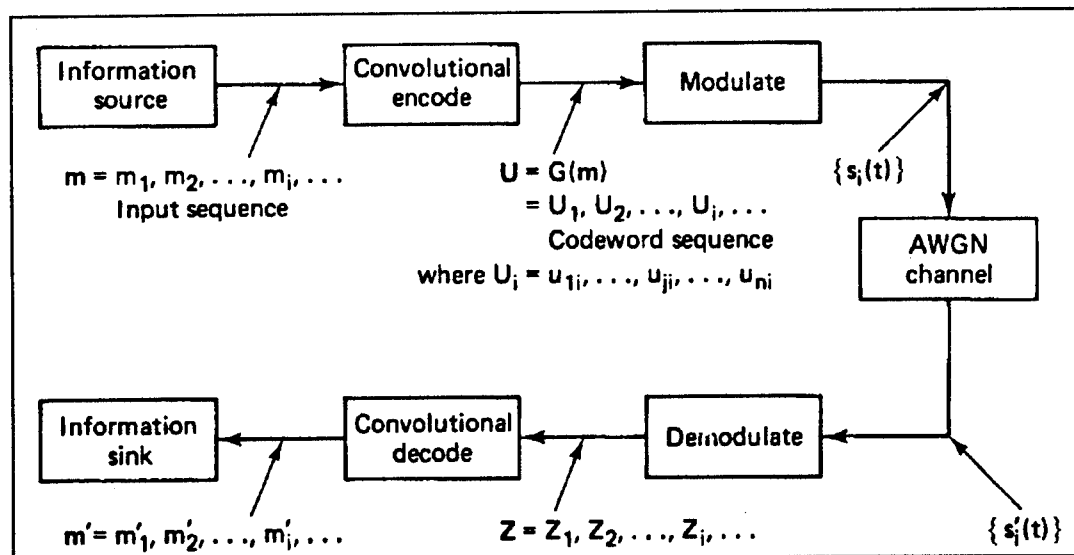 Information source
Convolutional encode
Modulate
m = m₁, m₂, . . ., mᵢ, . . .
Input sequence
U = G(m)
= U₁, U₂, . . ., Uᵢ, . . .
Codeword sequence
where Uᵢ = u₁ᵢ, . . ., uⱼᵢ, . . ., uₙᵢ
{sᵢ(t)}
AWGN channel
Information sink
Convolutional decode
Demodulate
m' = m'₁, m'₂, . . ., m'ᵢ, . . .
Z = Z₁, Z₂, . . ., Zᵢ, . . .
{s'ᵢ(t)}